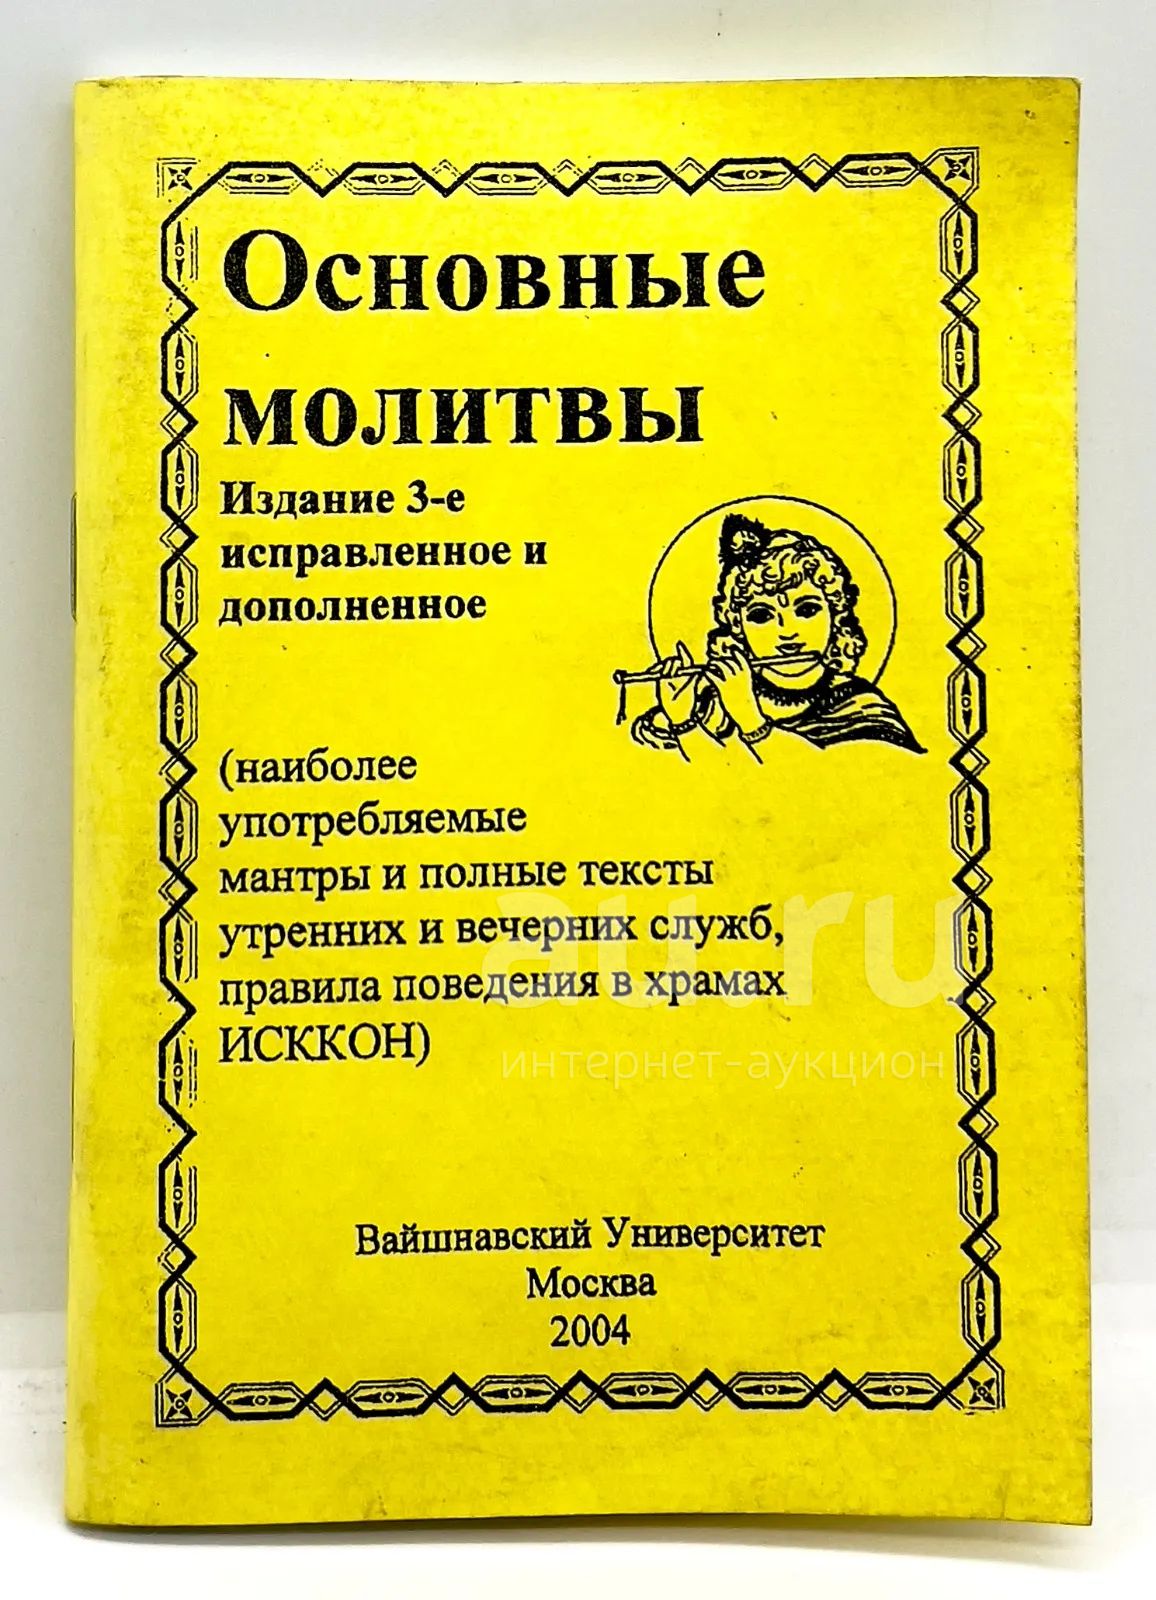 Основные
молитвы
Издание 3-е
исправленное и
дополненное
(наиболее
употребляемые
мантры и полные тексты
утренних и вечерних служб,
правила поведения в храмах
ИСККОН)
au.ru
интернет-аукцион
Вайшнавский Университет
Москва
2004